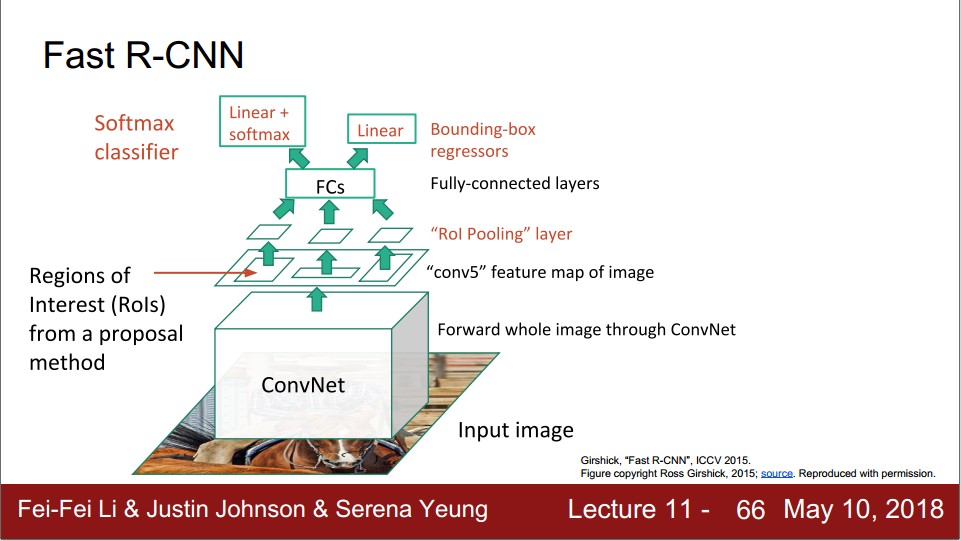 Fast R-CNN
Softmax
classifier
Linear +
softmax
Linear
Bounding-box
regressors
FCs
Fully-connected layers
“RoI Pooling” layer
Regions of
Interest (RoIs)
from a proposal
method
“conv5” feature map of image
Forward whole image through ConvNet
ConvNet
Input image
Girshick, “Fast R-CNN”, ICCV 2015.
Figure copyright Ross Girshick, 2015; source. Reproduced with permission.
Fei-Fei Li & Justin Johnson & Serena Yeung
Lecture 11 - 66 May 10, 2018